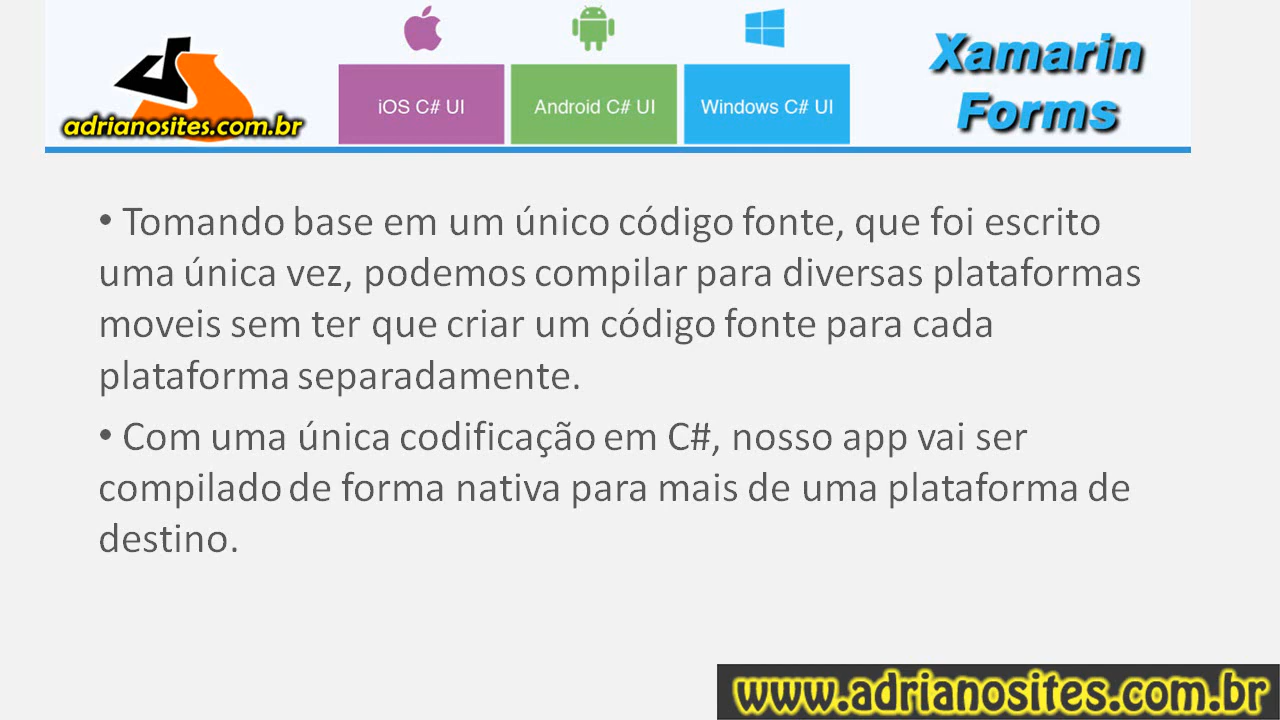 adrianosites.com.br
iOS C# UI
Android C# UI
Windows C# UI
Xamarin
Forms
• Tomando base em um único código fonte, que foi escrito
uma única vez, podemos compilar para diversas plataformas
moveis sem ter que criar um código fonte para cada
plataforma separadamente.
• Com uma única codificação em C#, nosso app vai ser
compilado de forma nativa para mais de uma plataforma de
destino.
www.adrianosites.com.br